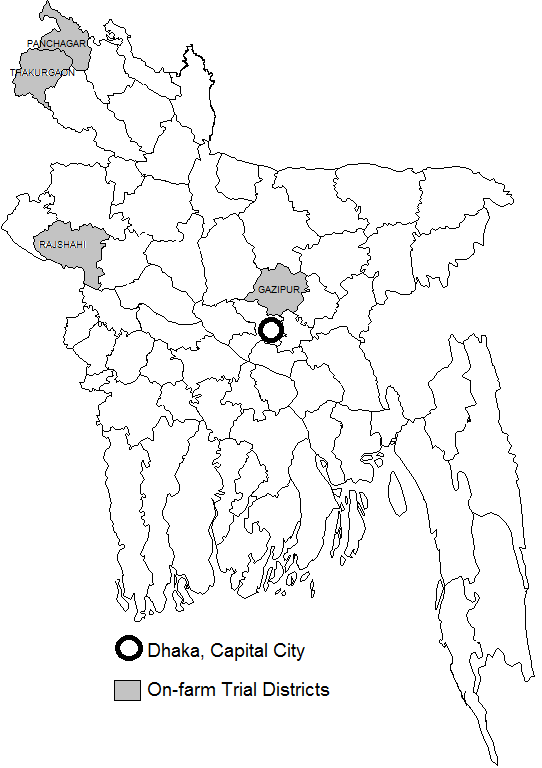 PANCHAGAR
THAKURGAON
RAJSHAHI
GAZIPUR
Dhaka, Capital City
On-farm Trial Districts